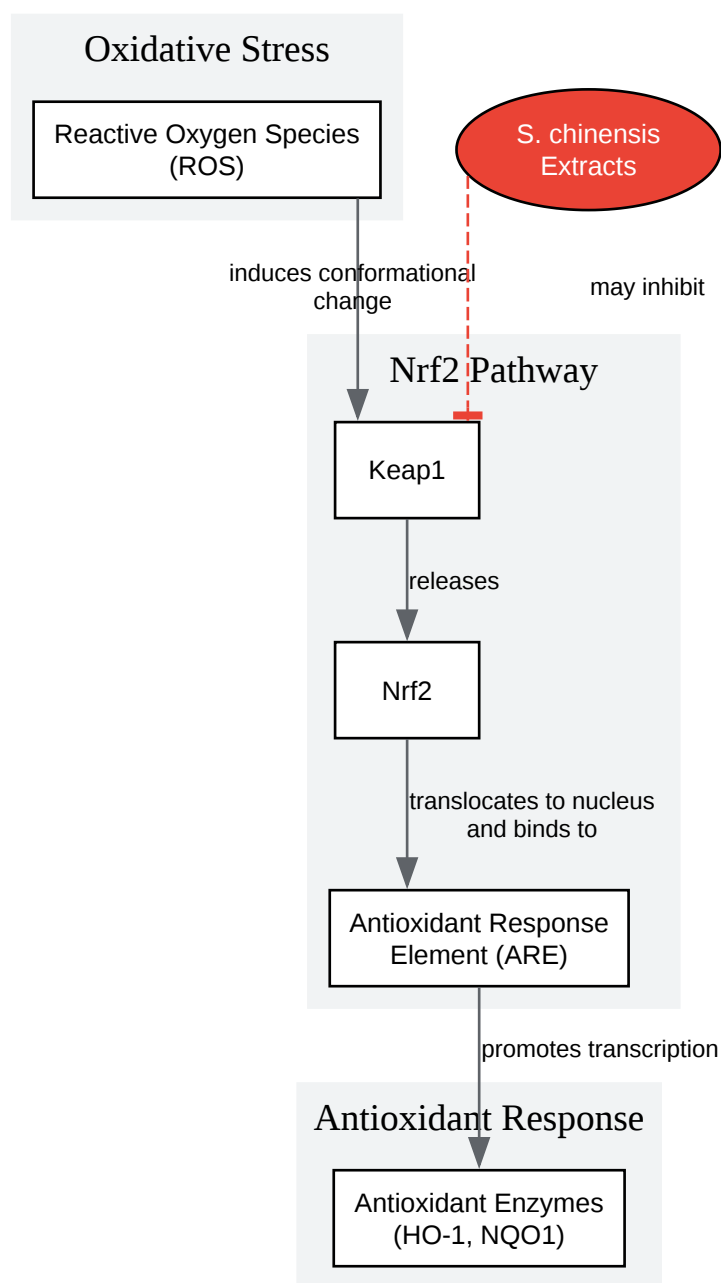 Oxidative Stress
Reactive Oxygen Species
(ROS)
S. chinensis
Extracts
induces conformational
change
may inhibit
Nrf2 Pathway
Keap1
releases
Nrf2
translocates to nucleus
and binds to
Antioxidant Response
Element (ARE)
promotes transcription
Antioxidant Response
Antioxidant Enzymes
(HO-1, NQO1)